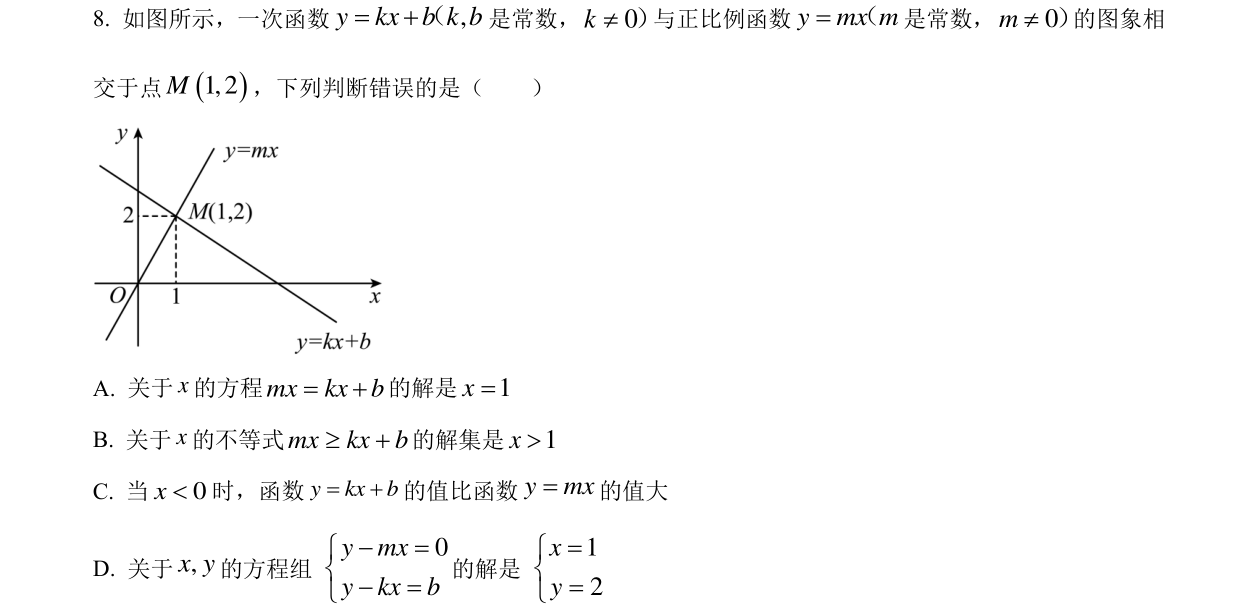 8. 如图所示，一次函数 y = kx + b(k,b 是常数， k ≠ 0) 与正比例函数 y = mx(m 是常数， m ≠ 0) 的图象相
交于点 M (1,2)，下列判断错误的是（　　）
y
y=mx
2
M(1,2)
O
1
x
y=kx+b
A. 关于 x 的方程 mx = kx + b 的解是 x = 1
B. 关于 x 的不等式 mx ≥ kx + b 的解集是 x > 1
C. 当 x < 0 时，函数 y = kx + b 的值比函数 y = mx 的值大
D. 关于 x, y 的方程组 { y − mx = 0 y − kx = b 的解是 { x = 1 y = 2